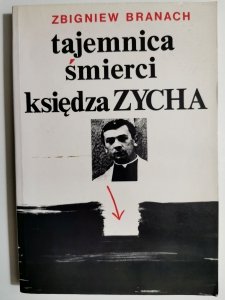 ZBIGNIEW BRANACH
tajemnica
śmierci
księdza ZYCHA